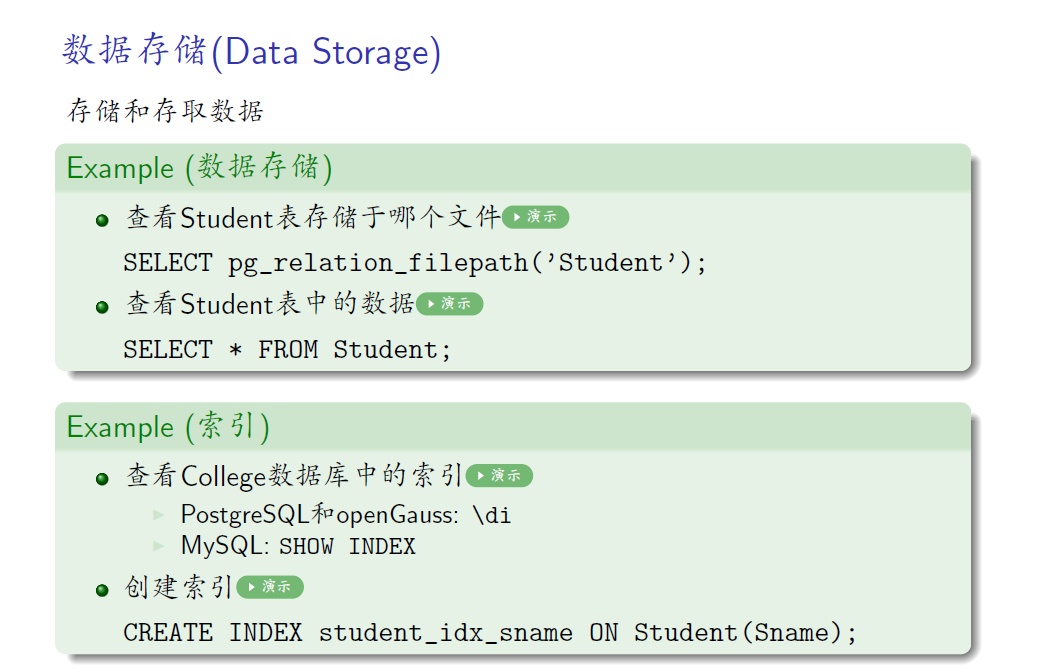 数据存储(Data Storage)
存储和存取数据
Example (数据存储)
查看Student表存储于哪个文件 演示
SELECT pg_relation_filepath('Student');
查看Student表中的数据 演示
SELECT * FROM Student;
Example (索引)
查看College数据库中的索引 演示
PostgreSQL和openGauss: \di
MySQL: SHOW INDEX
创建索引 演示
CREATE INDEX student_idx_sname ON Student(Sname);